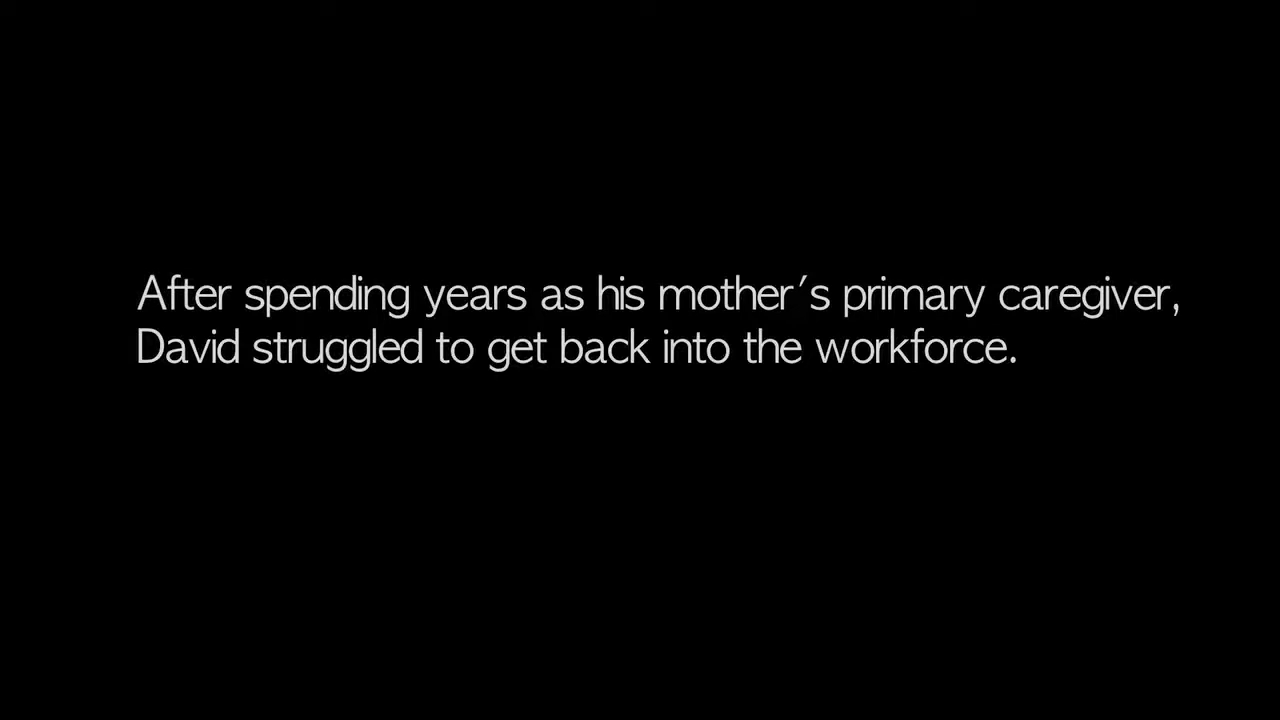 After spending years as his mother's primary caregiver,
David struggled to get back into the workforce.